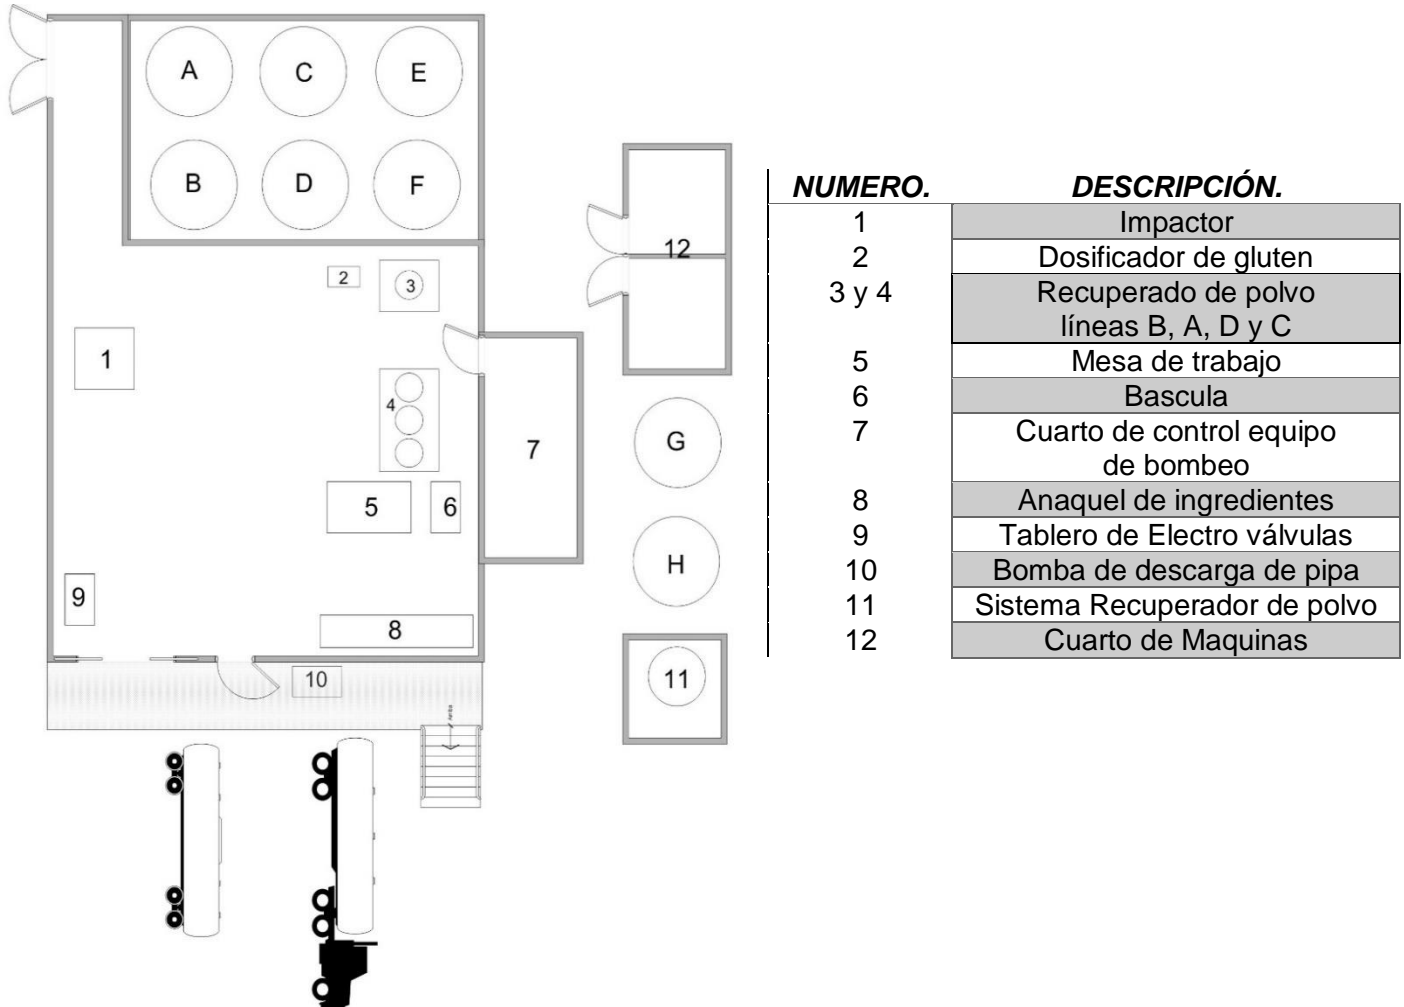 A
C
E
B
D
F
2
3
12
1
4
7
G
5
6
H
9
8
10
11
NUMERO. DESCRIPCIÓN.
1 Impactor
2 Dosificador de gluten
3 y 4 Recuperado de polvo
líneas B, A, D y C
5 Mesa de trabajo
6 Bascula
7 Cuarto de control equipo
de bombeo
8 Anaquel de ingredientes
9 Tablero de Electro válvulas
10 Bomba de descarga de pipa
11 Sistema Recuperador de polvo
12 Cuarto de Maquinas